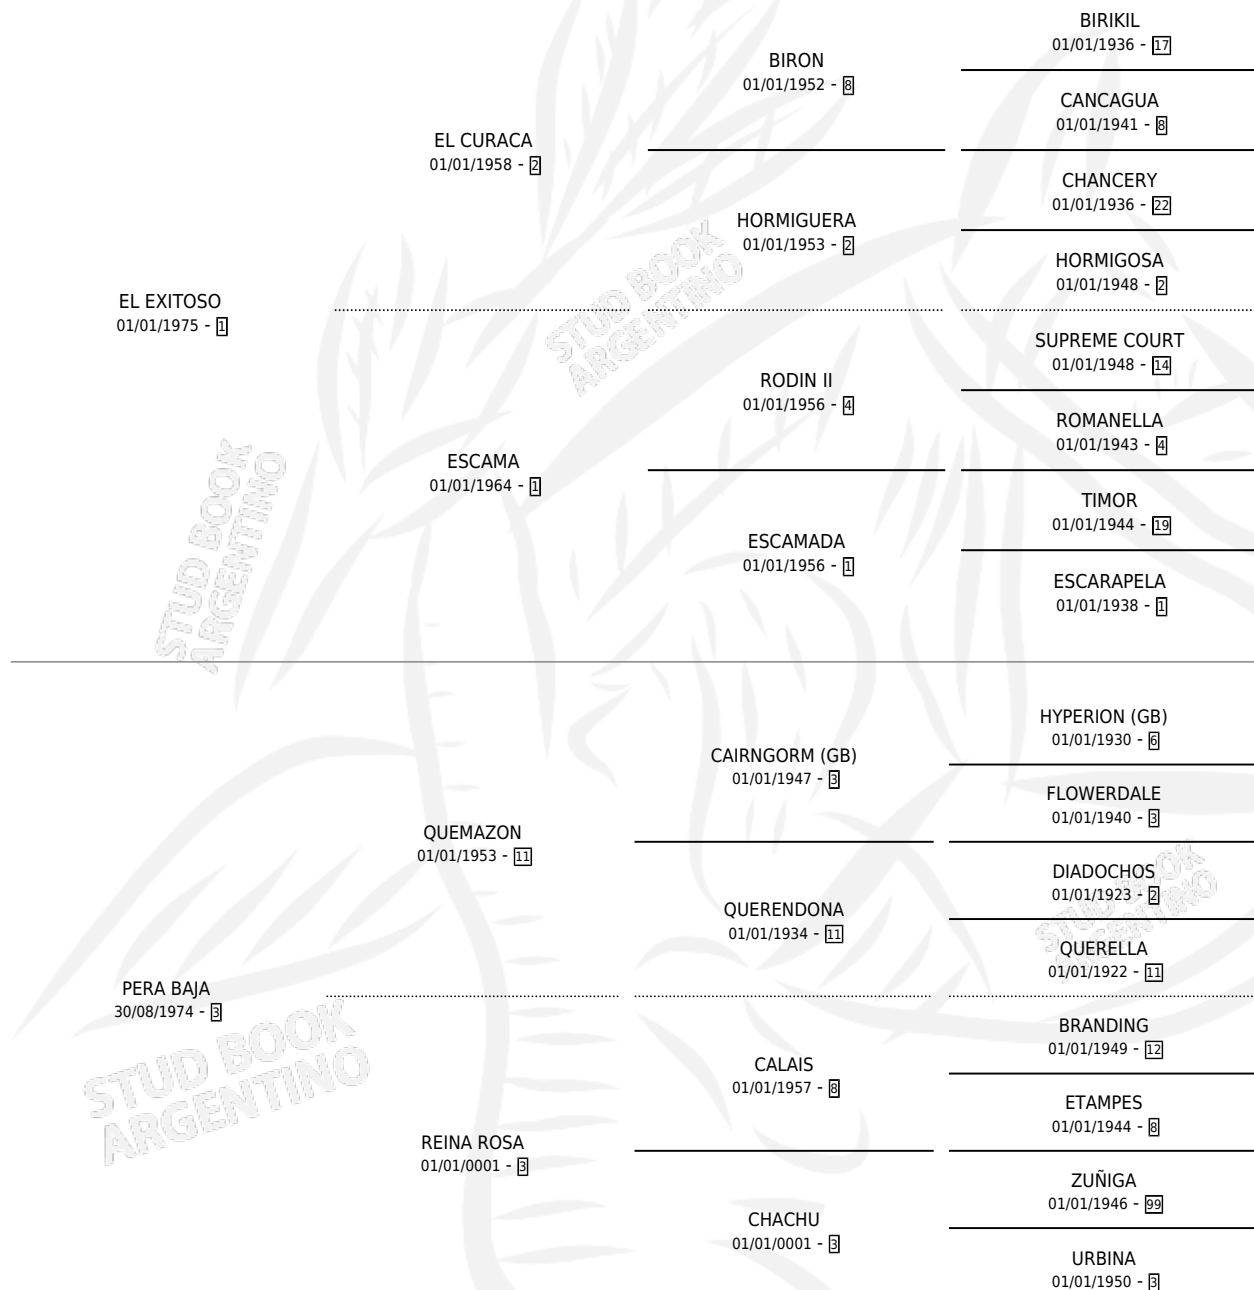 BIRIKIL
01/01/1936 - 17
BIRON
01/01/1952 - 8
CANCAGUA
01/01/1941 - 8
EL CURACA
01/01/1958 - 2
CHANCERY
01/01/1936 - 22
HORMIGUERA
01/01/1953 - 2
HORMIGOSA
01/01/1948 - 2
EL EXITOSO
01/01/1975 - 1
SUPREME COURT
01/01/1948 - 14
RODIN II
01/01/1956 - 4
ROMANELLA
01/01/1943 - 4
ESCAMA
01/01/1964 - 1
TIMOR
01/01/1944 - 19
ESCAMADA
01/01/1956 - 1
ESCARAPELA
01/01/1938 - 1
STUD BOOK
ARGENTINO
STUD BOOK
ARGENTINO
HYPERION (GB)
01/01/1930 - 6
CAIRNGORM (GB)
01/01/1947 - 3
FLOWERDALE
01/01/1940 - 3
QUEMAZON
01/01/1953 - 11
DIADOCHOS
01/01/1923 - 2
QUERENDONA
01/01/1934 - 11
QUERELLA
01/01/1922 - 11
PERA BAJA
30/08/1974 - 3
BRANDING
01/01/1949 - 12
CALAIS
01/01/1957 - 8
ETAMPES
01/01/1944 - 8
REINA ROSA
01/01/0001 - 3
ZUÑIGA
01/01/1946 - 99
CHACHU
01/01/0001 - 3
URBINA
01/01/1950 - 3
STUD BOOK
ARGENTINO
STUD BOOK
ARGENTINO